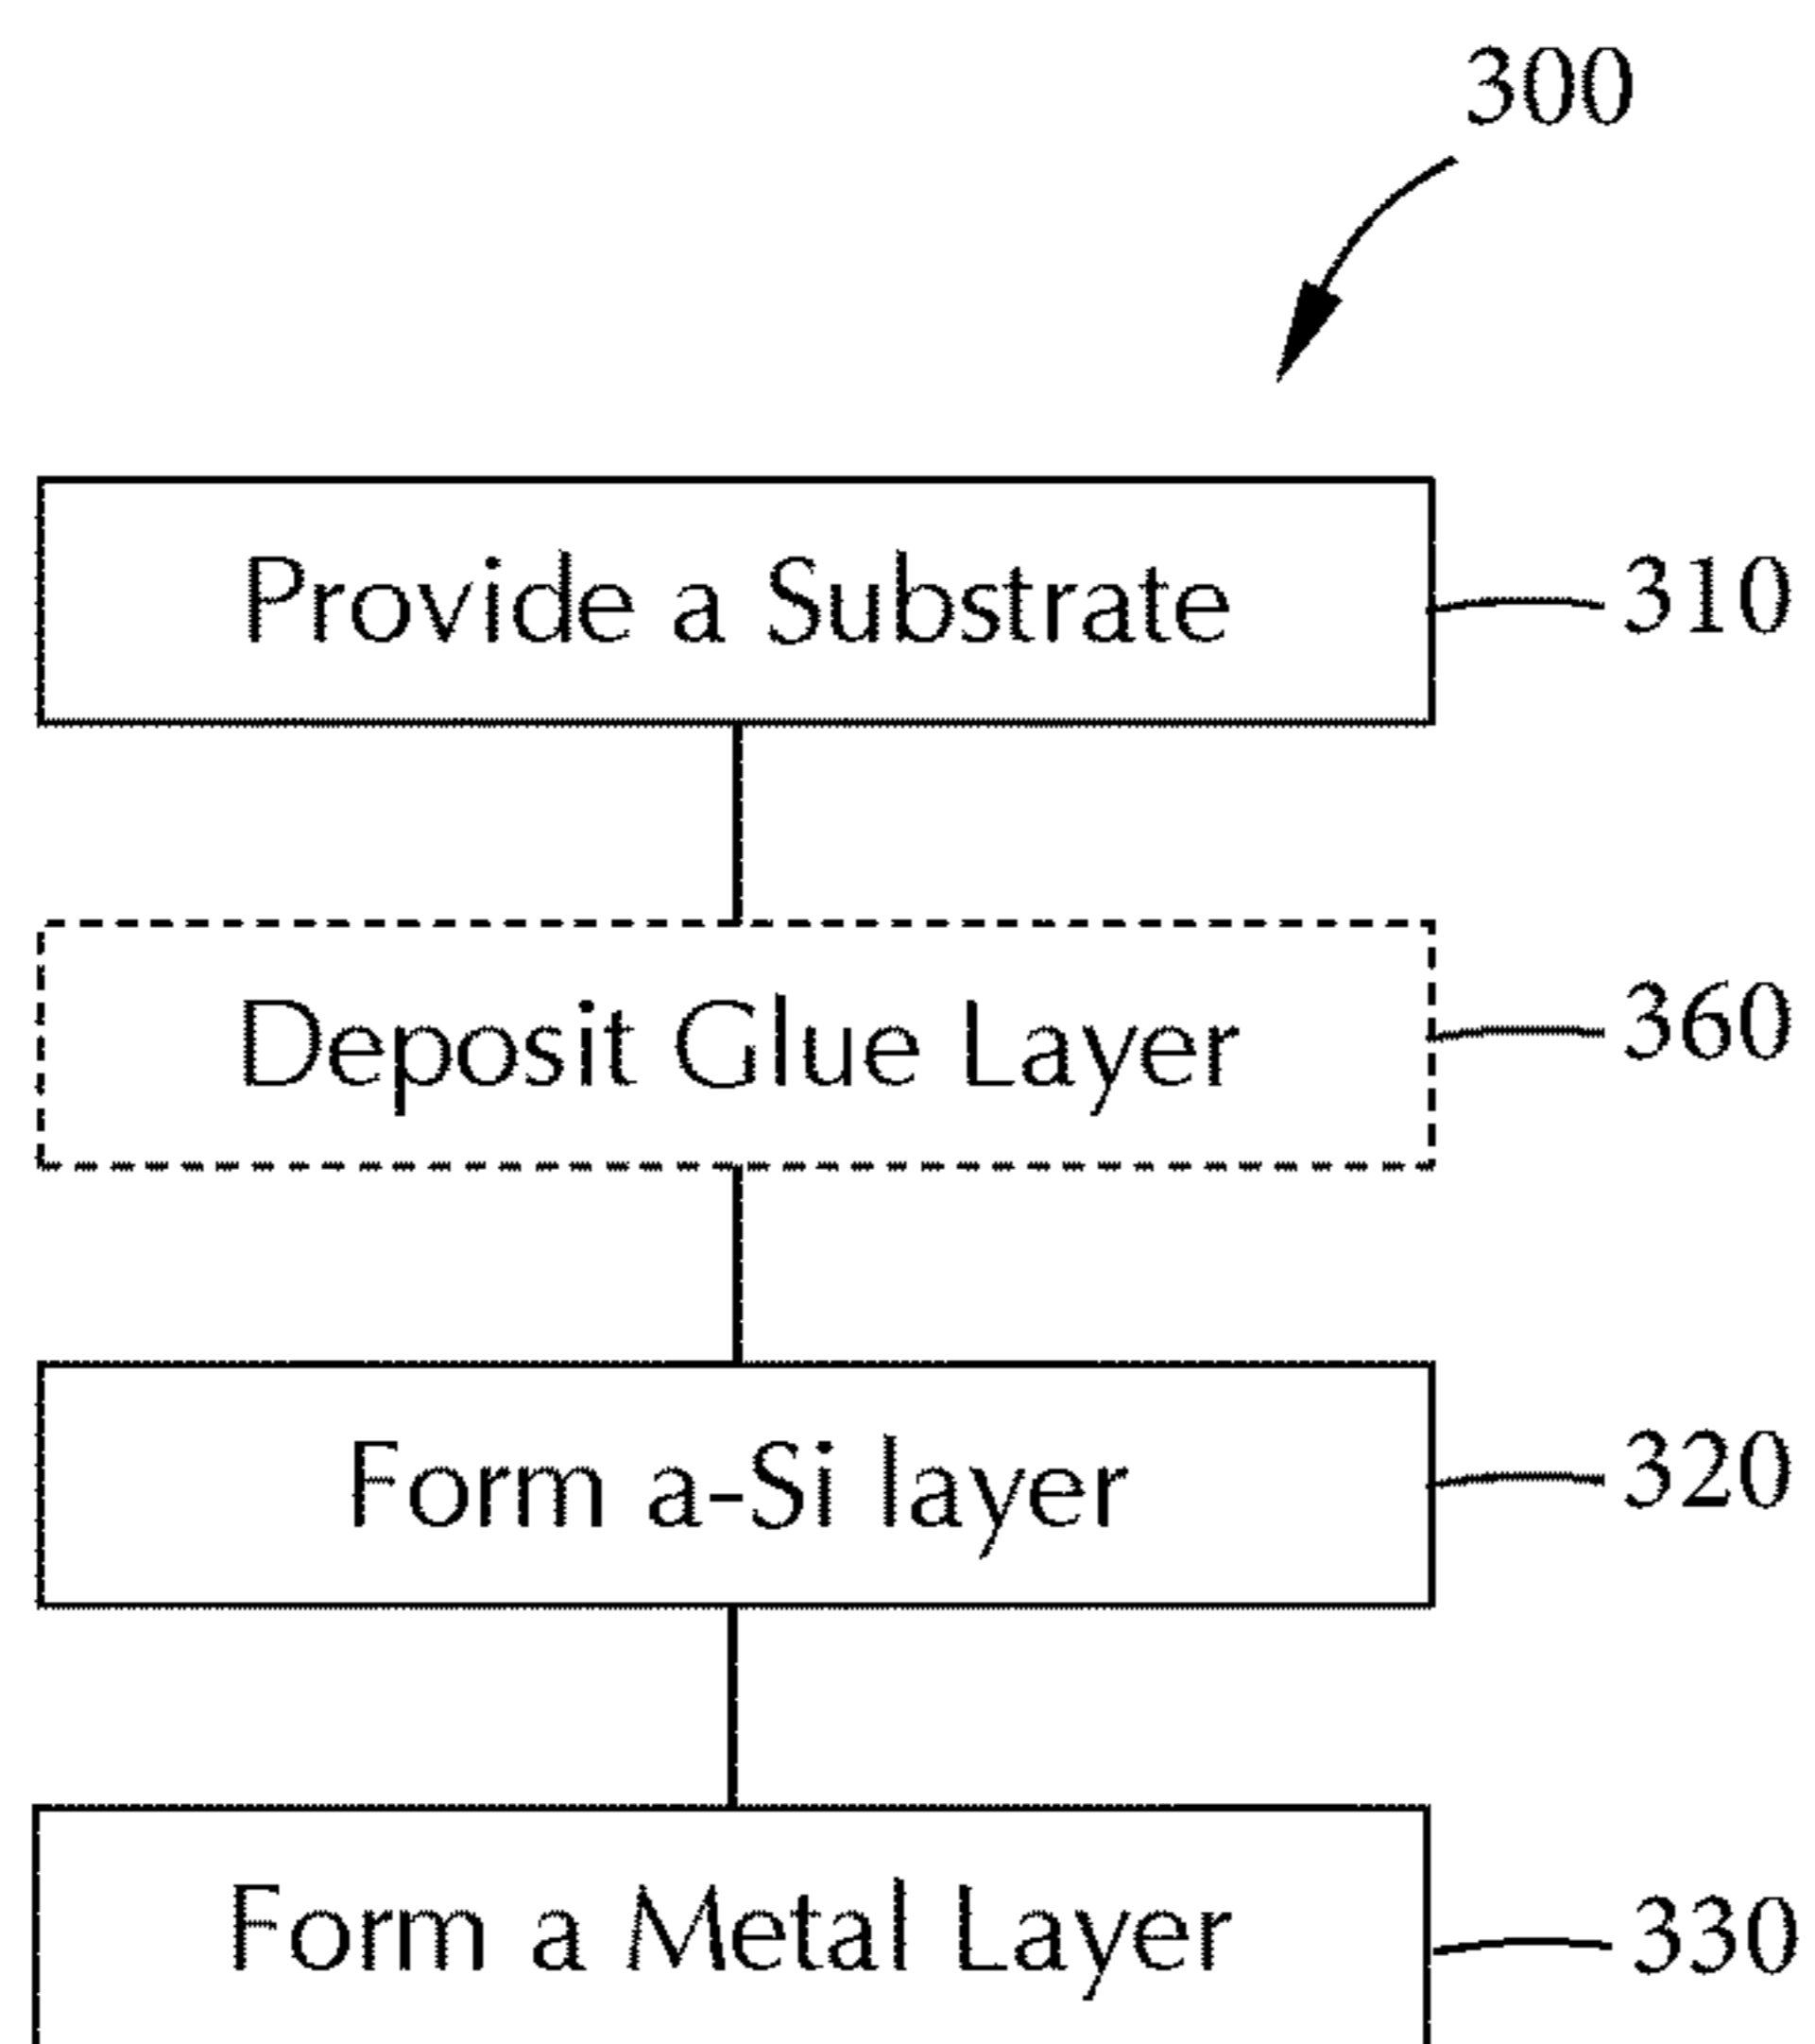 300
Provide a Substrate 310
Deposit Glue Layer 360
Form a-Si layer 320
Form a Metal Layer 330